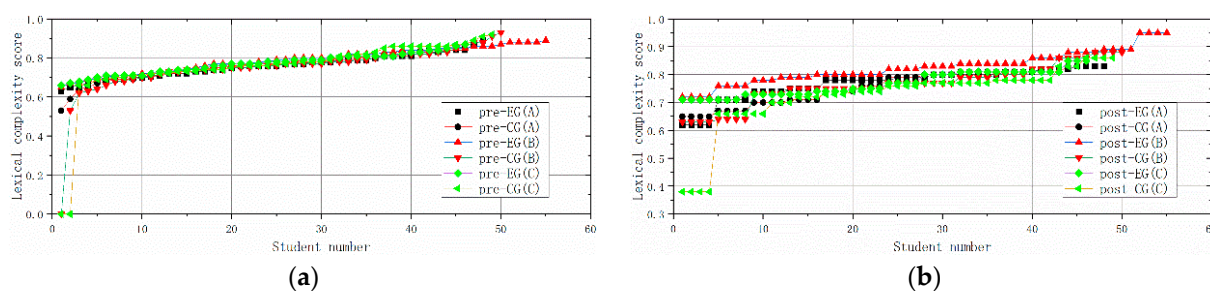 Lexical complexity score
1.0
0.8
0.6
0.4
0.2
0.0
0 10 20 30 40 50 60
Student number
pre-EG(A)
pre-CG(A)
pre-EG(B)
pre-CG(B)
pre-EG(C)
pre-CG(C)
(a)
Lexical complexity score
1.0
0.9
0.8
0.7
0.6
0.5
0.4
0.3
0 10 20 30 40 50 60
Student number
post-EG(A)
post-CG(A)
post-EG(B)
post-CG(B)
post-EG(C)
post-CG(C)
(b)